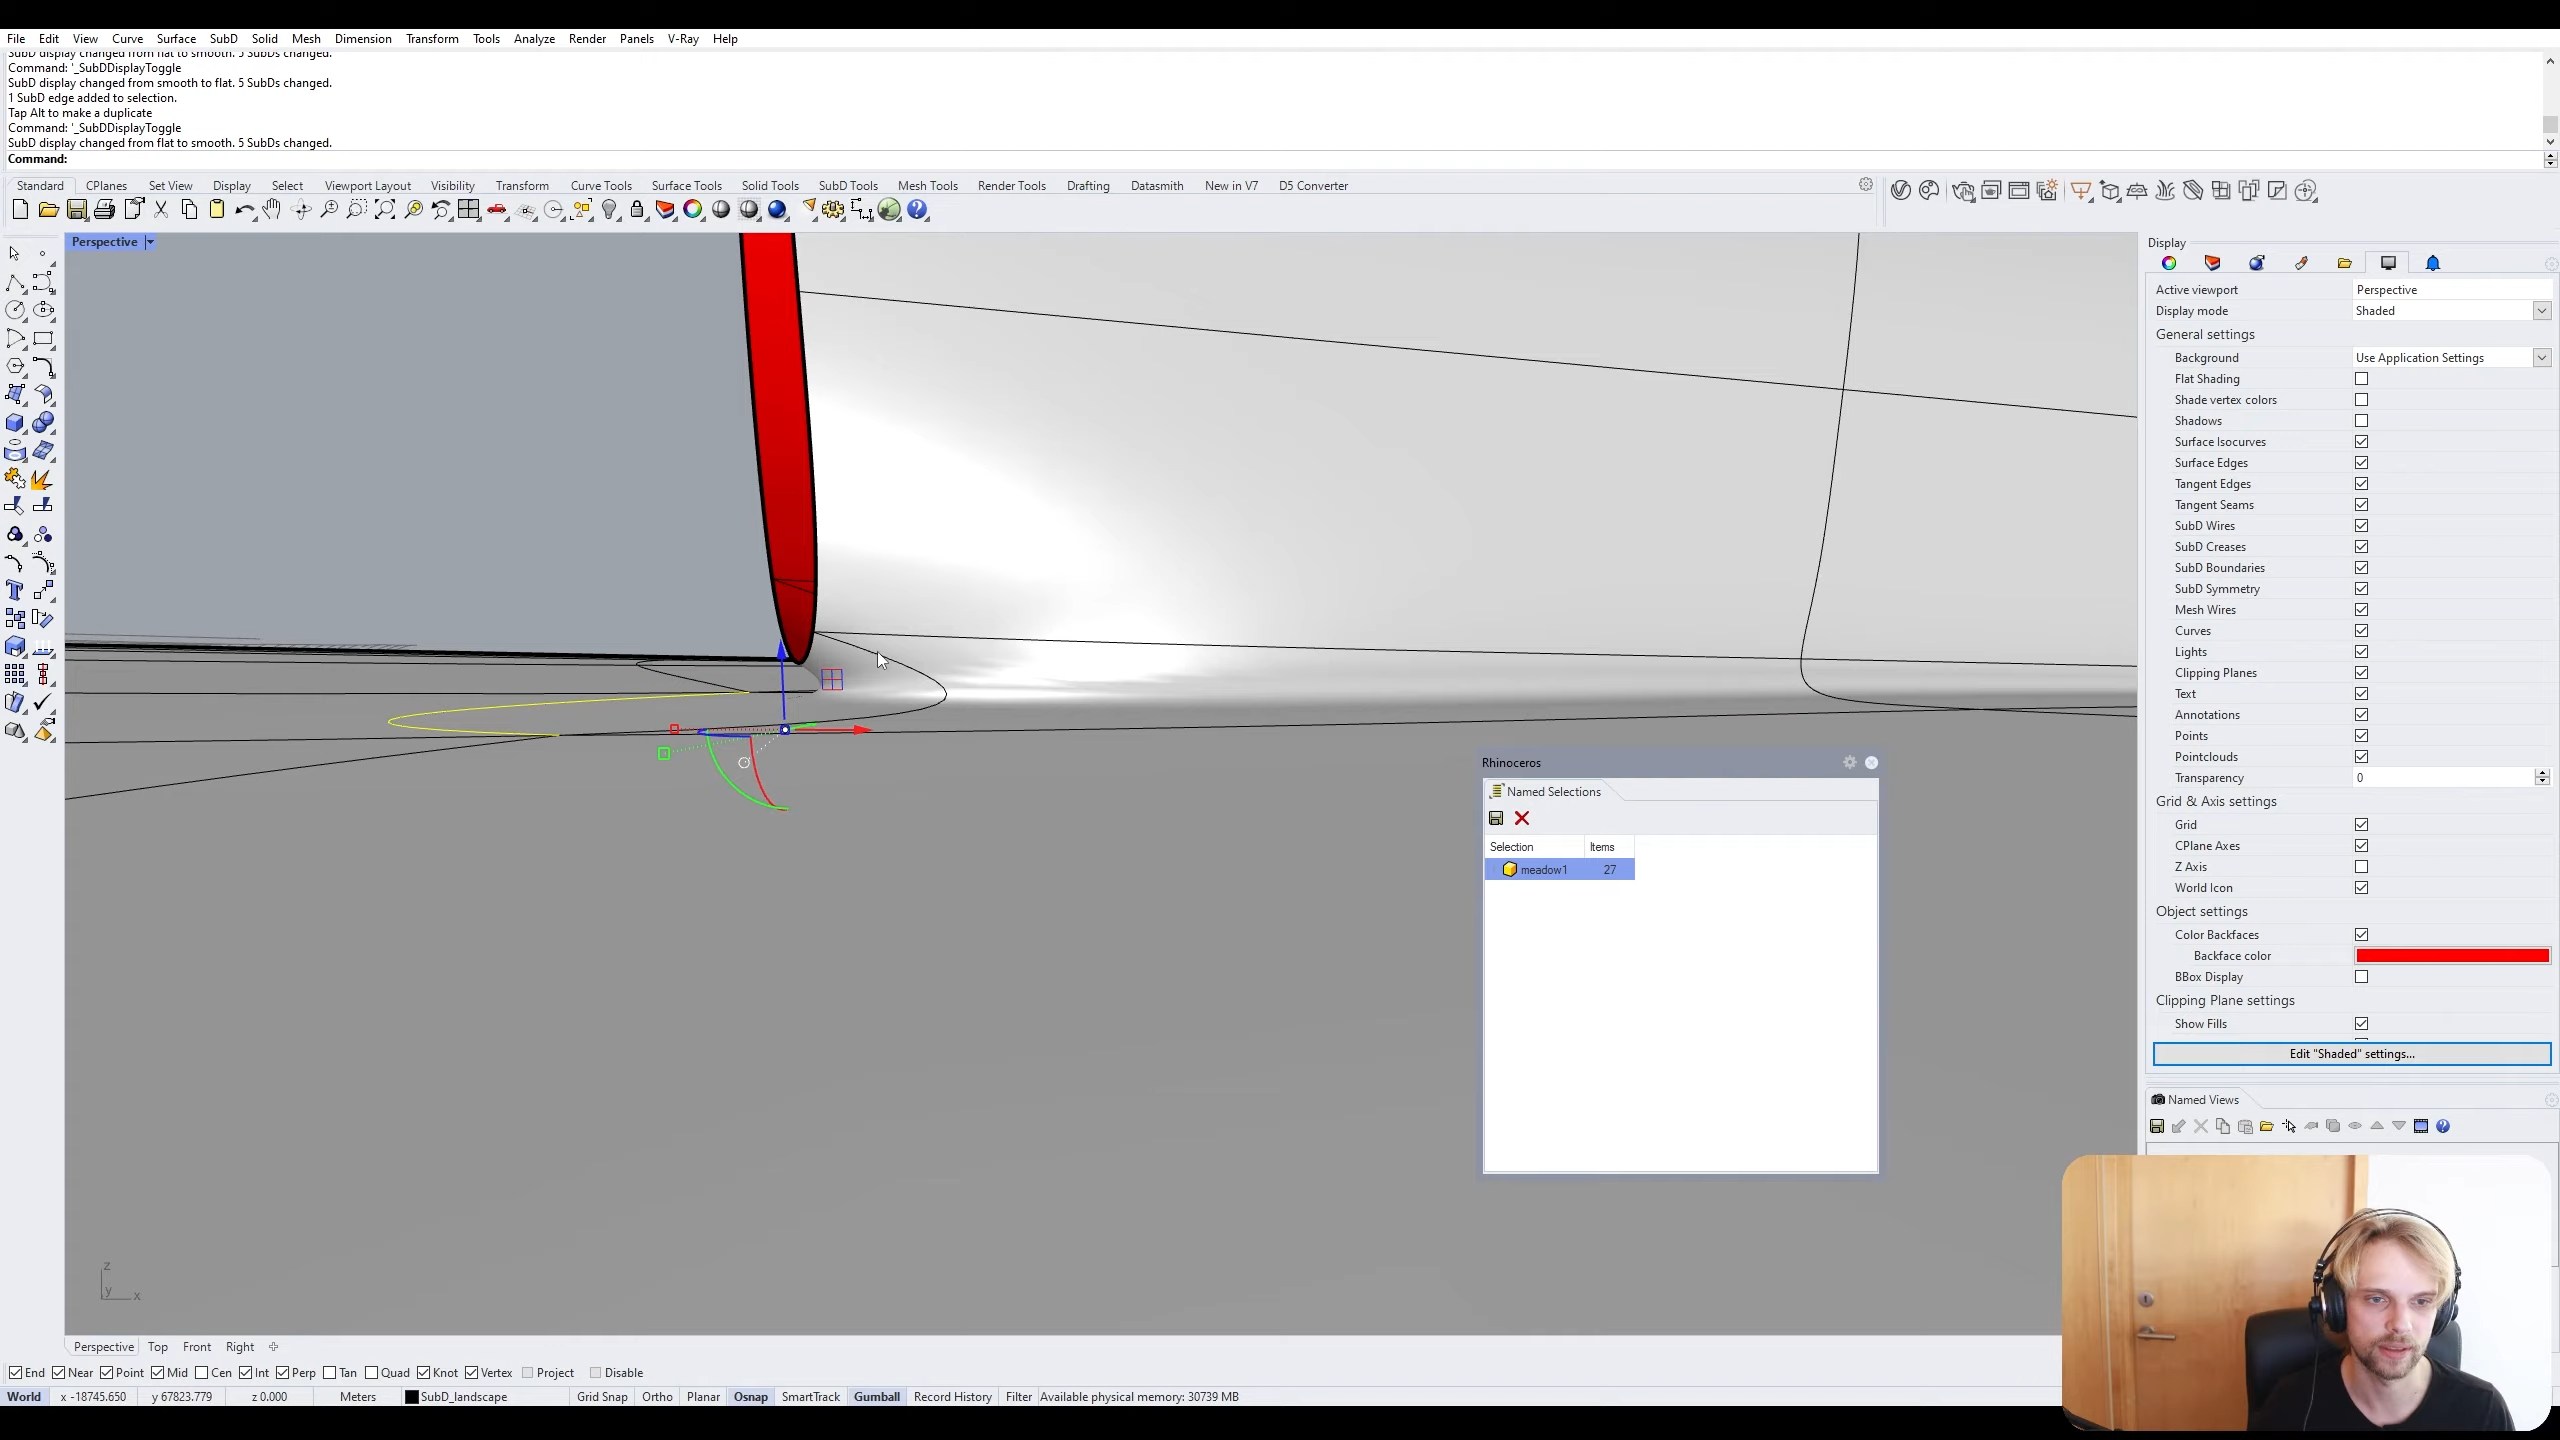 File Edit View Curve Surface SubD Solid Mesh Dimension Transform Tools Analyze Render Panels V-Ray Help
SubD display changed from flat to smooth. 5 SubDs changed.
Command: '_SubDDisplayToggle
SubD display changed from smooth to flat. 5 SubDs changed.
1 SubD edge added to selection.
Tap Alt to make a duplicate
Command: '_SubDDisplayToggle
SubD display changed from flat to smooth. 5 SubDs changed.
Command:
Standard CPlanes Set View Display Select Viewport Layout Visibility Transform Curve Tools Surface Tools Solid Tools SubD Tools Mesh Tools Render Tools Drafting Datasmith New in V7 D5 Converter
Perspective
Display
Active viewport Perspective
Display mode Shaded
General settings
Background Use Application Settings
Flat Shading
Shade vertex colors
Shadows
Surface Isocurves
Surface Edges
Tangent Edges
Tangent Seams
SubD Wires
SubD Creases
SubD Boundaries
SubD Symmetry
Mesh Wires
Curves
Lights
Clipping Planes
Text
Annotations
Points
Pointclouds
Transparency 0
Grid & Axis settings
Grid
CPlane Axes
Z Axis
World Icon
Object settings
Color Backfaces
Backface color
BBox Display
Clipping Plane settings
Show Fills
Edit "Shaded" settings...
Named Views
Rhinoceros
Named Selections
Selection Items
meadow1 27
z
y x
Perspective Top Front Right
End Near Point Mid Cen Int Perp Tan Quad Knot Vertex Project Disable
World x -18745.650 y 67823.779 z 0.000 Meters SubD_landscape Grid Snap Ortho Planar Osnap SmartTrack Gumball Record History Filter Available physical memory: 30739 MB